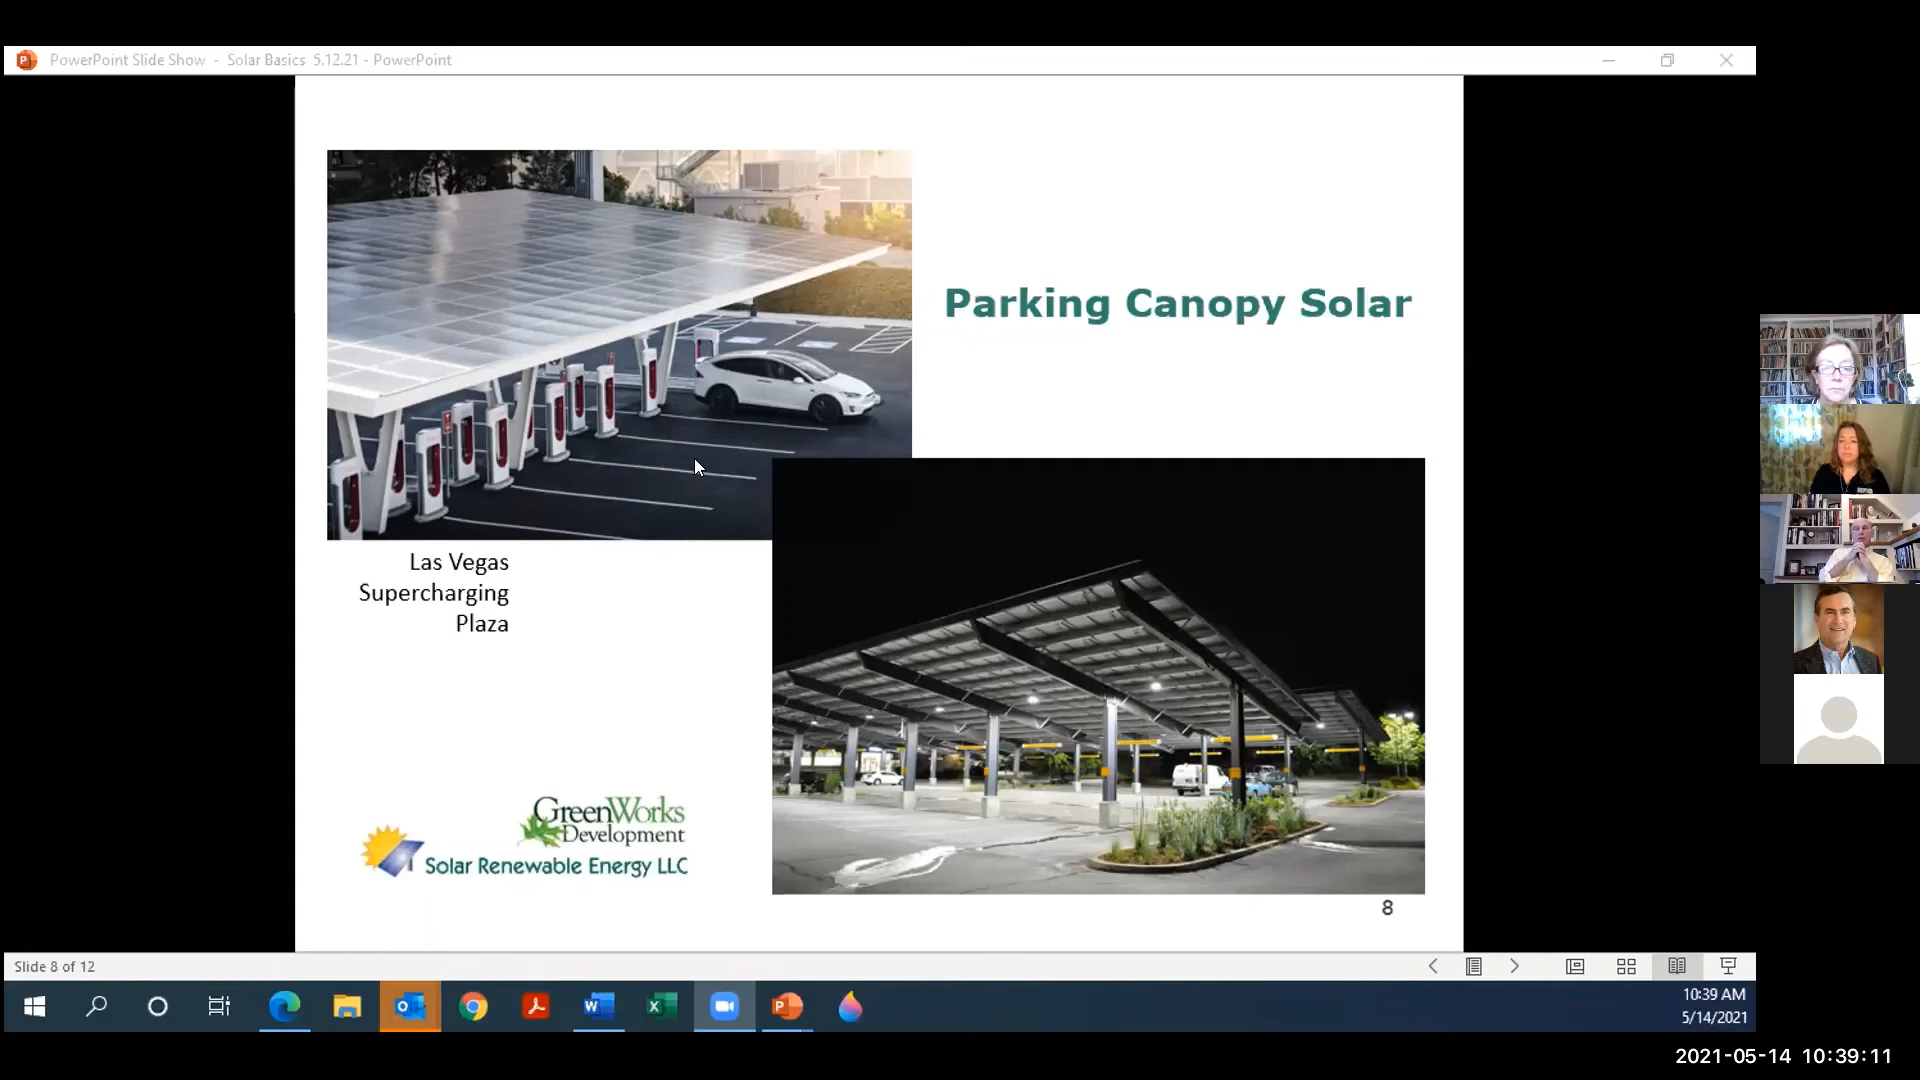 PowerPoint Slide Show - Solar Basics 5.12.21 - PowerPoint
Parking Canopy Solar
Las Vegas
Supercharging
Plaza
GreenWorks
Development
Solar Renewable Energy LLC
8
Slide 8 of 12
10:39 AM
5/14/2021
2021-05-14 10:39:11